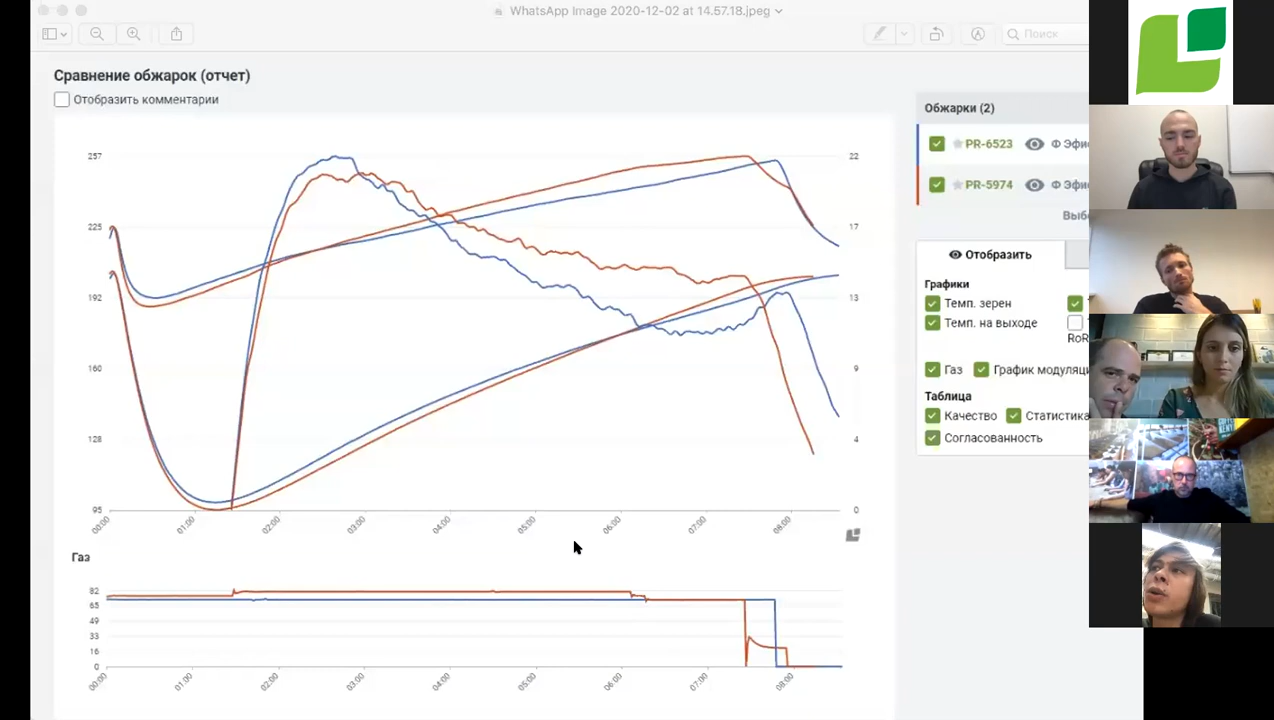 WhatsApp Image 2020-12-02 at 14.57.18.jpeg
Поиск
Сравнение обжарок (отчет)
Отобразить комментарии
257
225
192
160
128
95
22
17
13
9
4
0
00:00
01:00
02:00
03:00
04:00
05:00
06:00
07:00
08:00
Газ
82
65
49
33
16
0
00:00
01:00
02:00
03:00
04:00
05:00
06:00
07:00
08:00
Обжарки (2)
PR-6523 Ф Эфи
PR-5974 Ф Эфи
Выб
Отобразить
Графики
Темп. зерен
Темп. на выходе
RoR
Газ График модуляци
Таблица
Качество Статистика
Согласованность